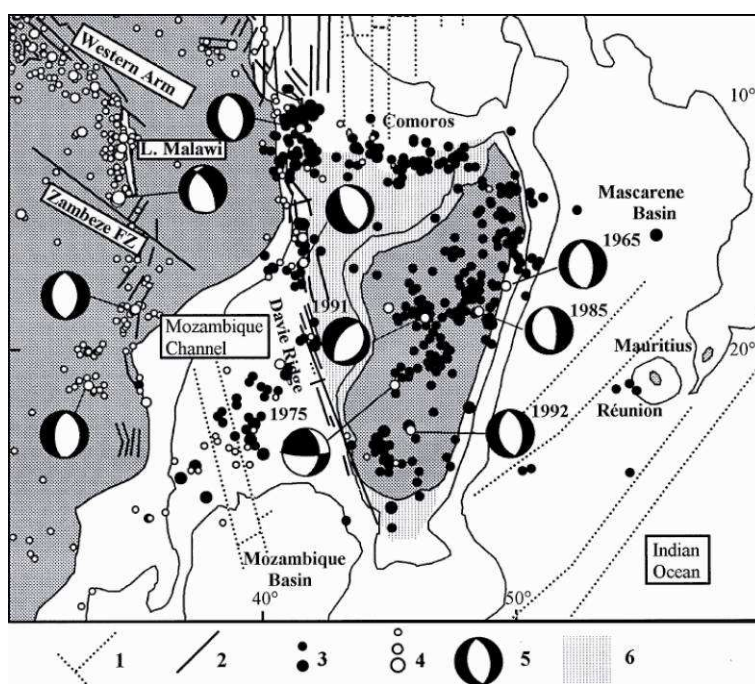 Western Arm
10°
Comoros
L. Malawi
Mascarene
Basin
Zambeze FZ.
1965
1991
1985
Mozambique
Channel
Davie Ridge
Mauritius
20°
Réunion
1975
1992
Mozambique
Basin
Indian
Ocean
40°
50°
1 2 3 4 5 6